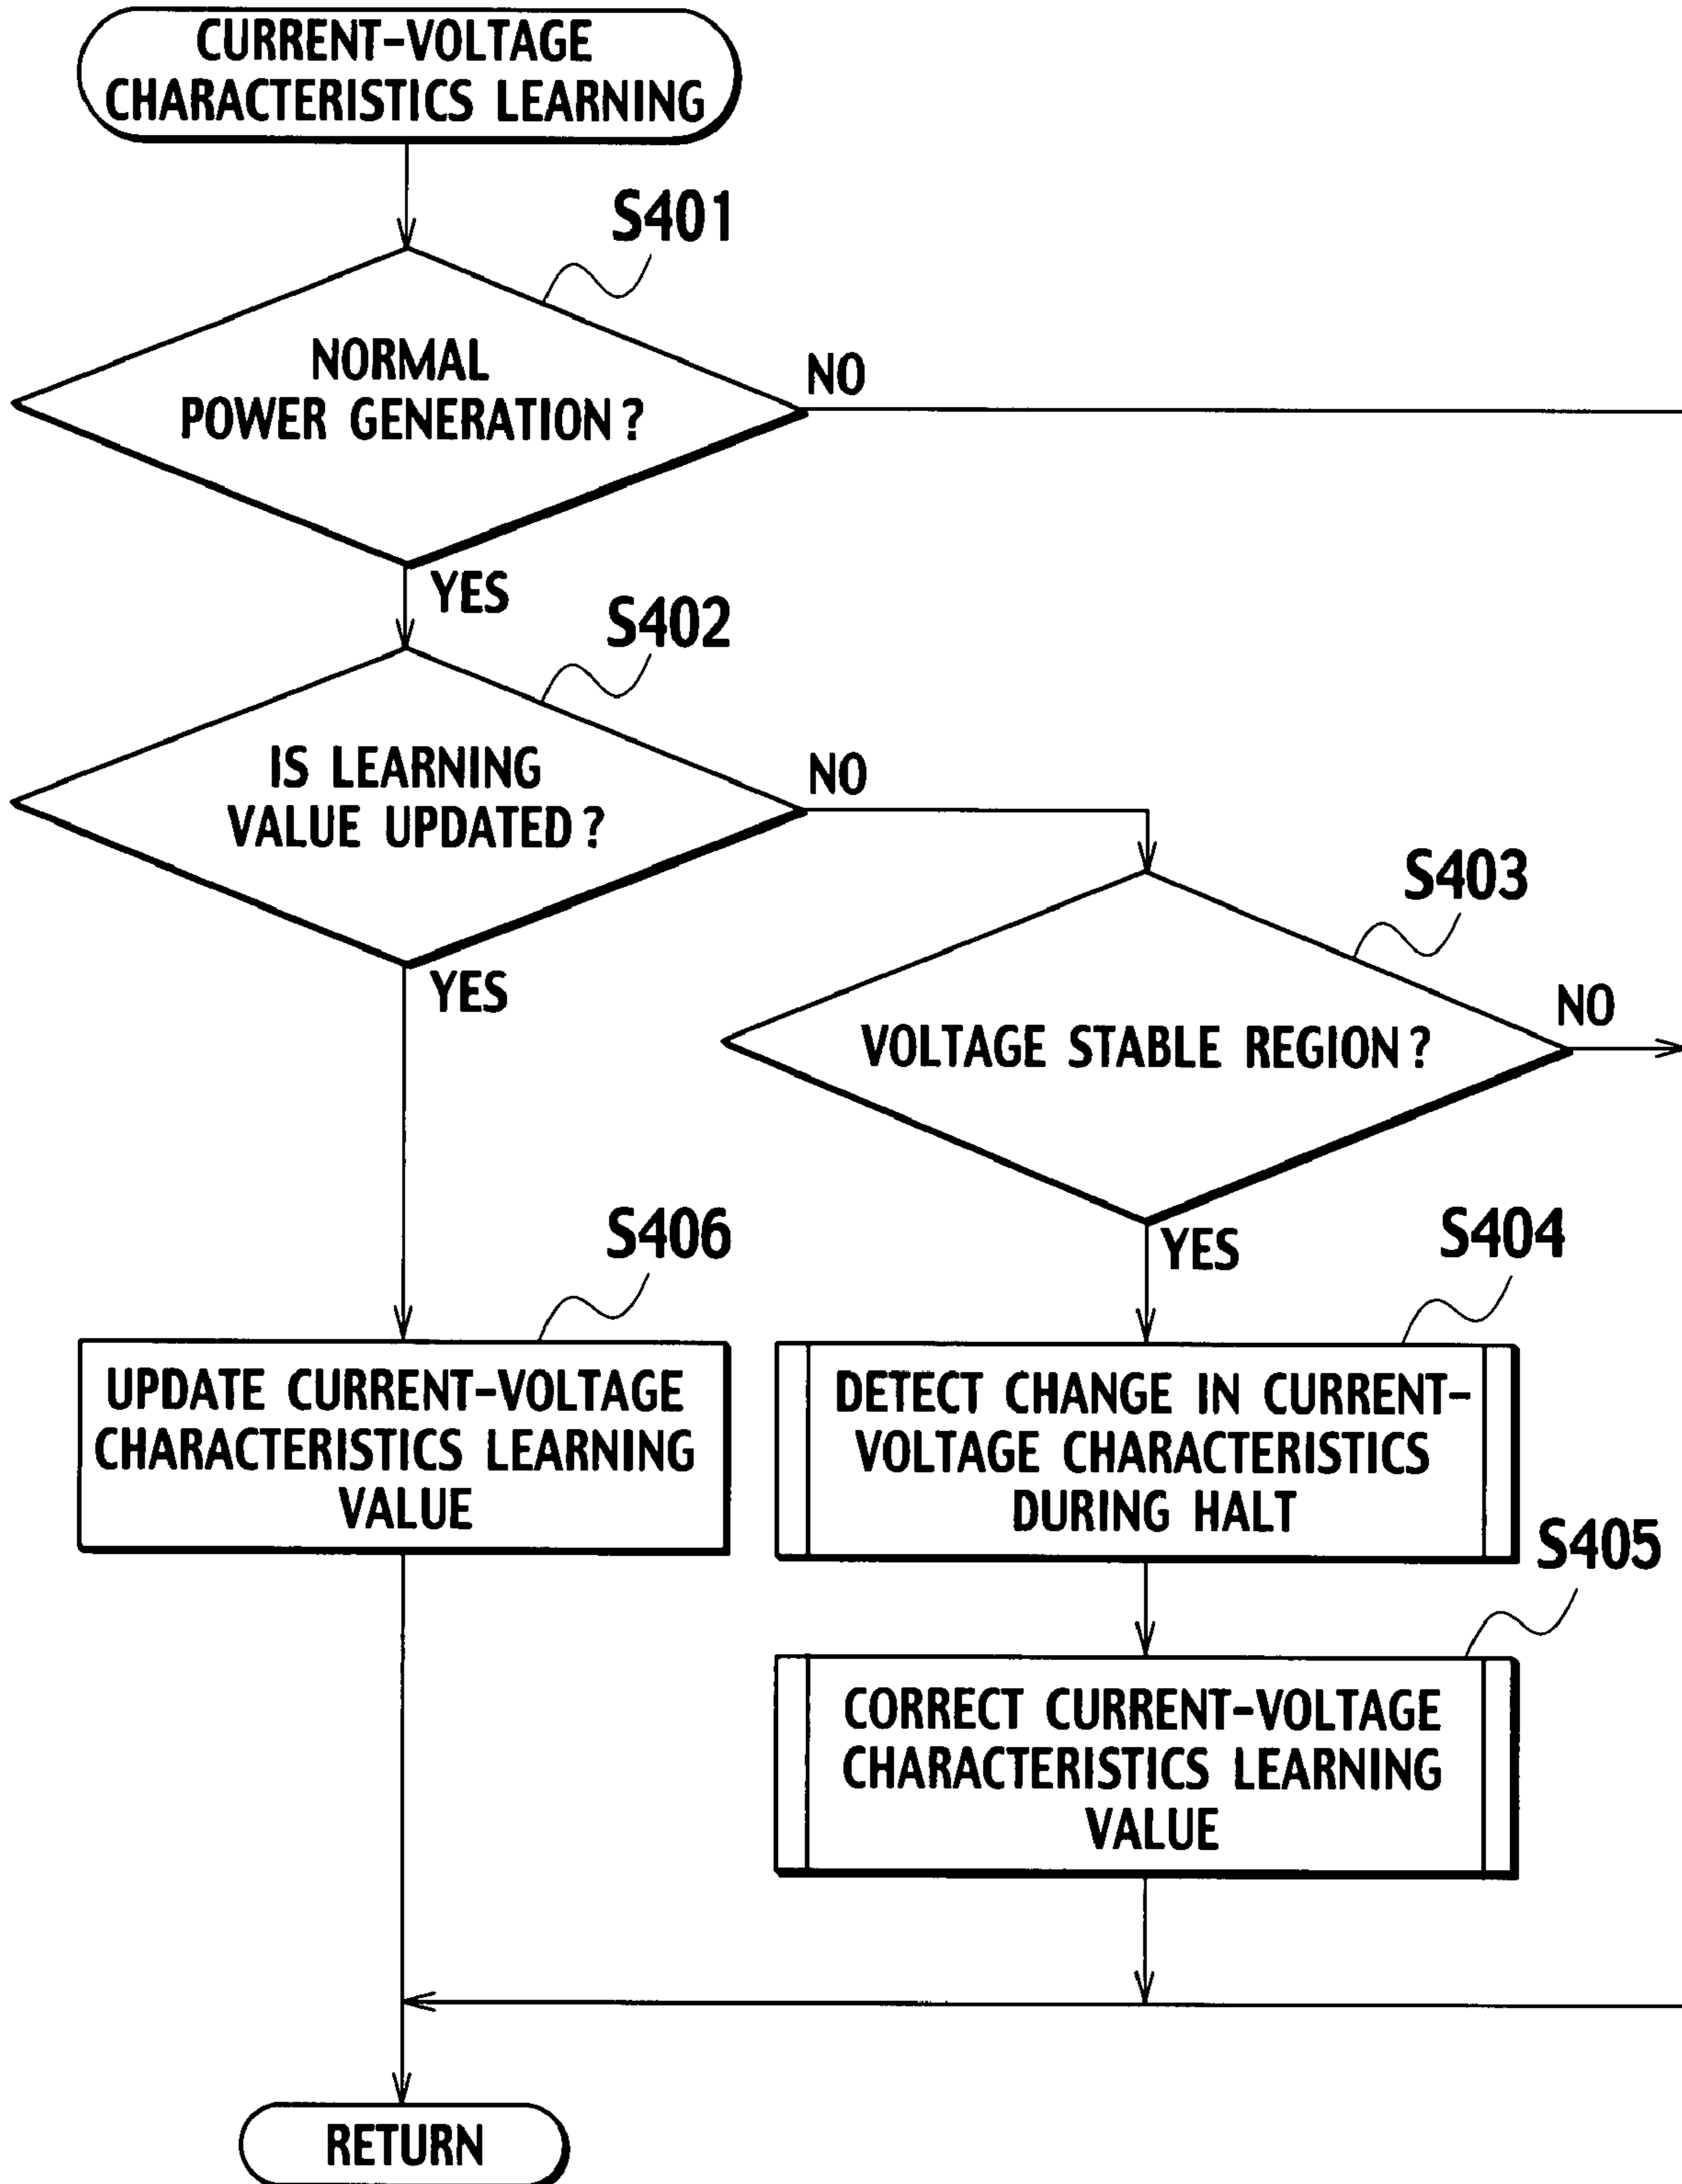 CURRENT-VOLTAGE
CHARACTERISTICS LEARNING
S401
NORMAL
POWER GENERATION?
NO
YES
S402
IS LEARNING
VALUE UPDATED?
NO
YES
S403
VOLTAGE STABLE REGION?
NO
YES
S406
UPDATE CURRENT-VOLTAGE
CHARACTERISTICS LEARNING
VALUE
S404
DETECT CHANGE IN CURRENT-
VOLTAGE CHARACTERISTICS
DURING HALT
S405
CORRECT CURRENT-VOLTAGE
CHARACTERISTICS LEARNING
VALUE
RETURN